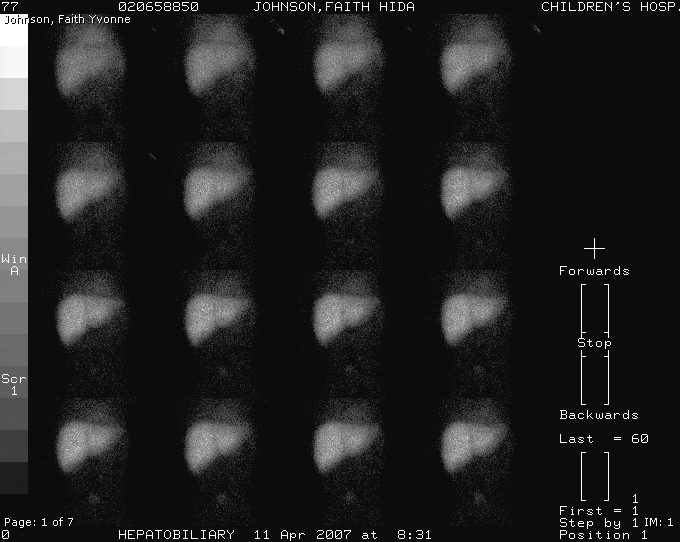 77 020658850 JOHNSON,FAITH HIDA CHILDREN'S HOSP.
Johnson, Faith Yvonne
Win
A
Forwards
Stop
Scr
1
Backwards
Last = 60
1
First = 1
Page: 1 of 7
Step by 1 IM: 1
0 HEPATOBILIARY 11 Apr 2007 at 8:31 Position 1